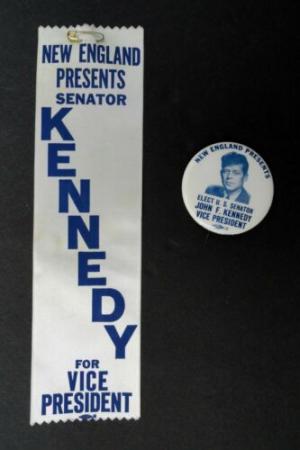 NEW ENGLAND
PRESENTS
SENATOR
KENNEDY
FOR
VICE
PRESIDENT
NEW ENGLAND PRESENTS
ELECT U. S. SENATOR
JOHN F. KENNEDY
VICE PRESIDENT